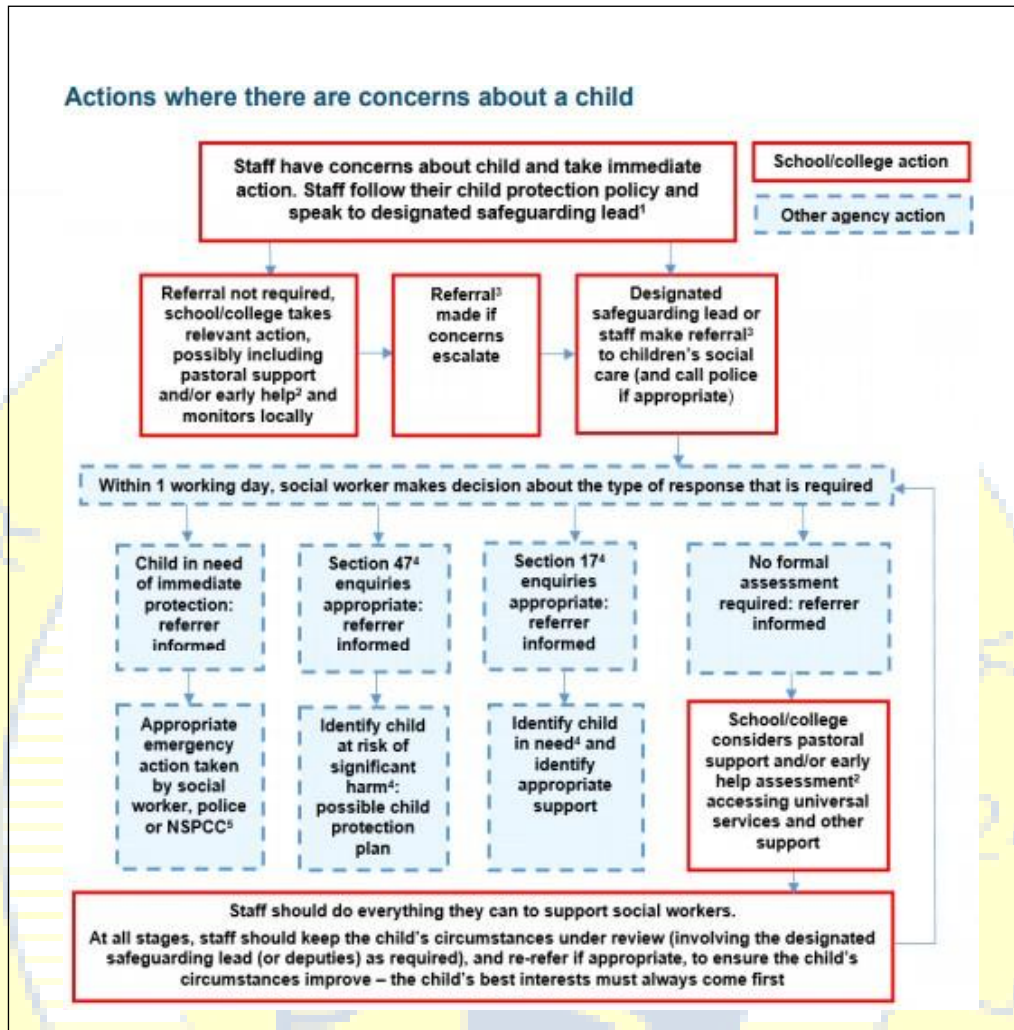 Actions where there are concerns about a child
Staff have concerns about child and take immediate
action. Staff follow their child protection policy and
speak to designated safeguarding lead¹
School/college action
Other agency action
Referral not required,
school/college takes
relevant action,
possibly including
pastoral support
and/or early help² and
monitors locally
Referral³
made if
concerns
escalate
Designated
safeguarding lead or
staff make referral³
to children’s social
care (and call police
if appropriate)
Within 1 working day, social worker makes decision about the type of response that is required
Child in need
of immediate
protection:
referrer
informed
Section 47⁴
enquiries
appropriate:
referrer
informed
Section 17⁴
enquiries
appropriate:
referrer
informed
No formal
assessment
required: referrer
informed
Appropriate
emergency
action taken
by social
worker, police
or NSPCC⁵
Identify child
at risk of
significant
harm⁴:
possible child
protection
plan
Identify child
in need⁴ and
identify
appropriate
support
School/college
considers pastoral
support and/or early
help assessment²
accessing universal
services and other
support
Staff should do everything they can to support social workers.
At all stages, staff should keep the child’s circumstances under review (involving the designated
safeguarding lead (or deputies) as required), and re-refer if appropriate, to ensure the child’s
circumstances improve – the child’s best interests must always come first